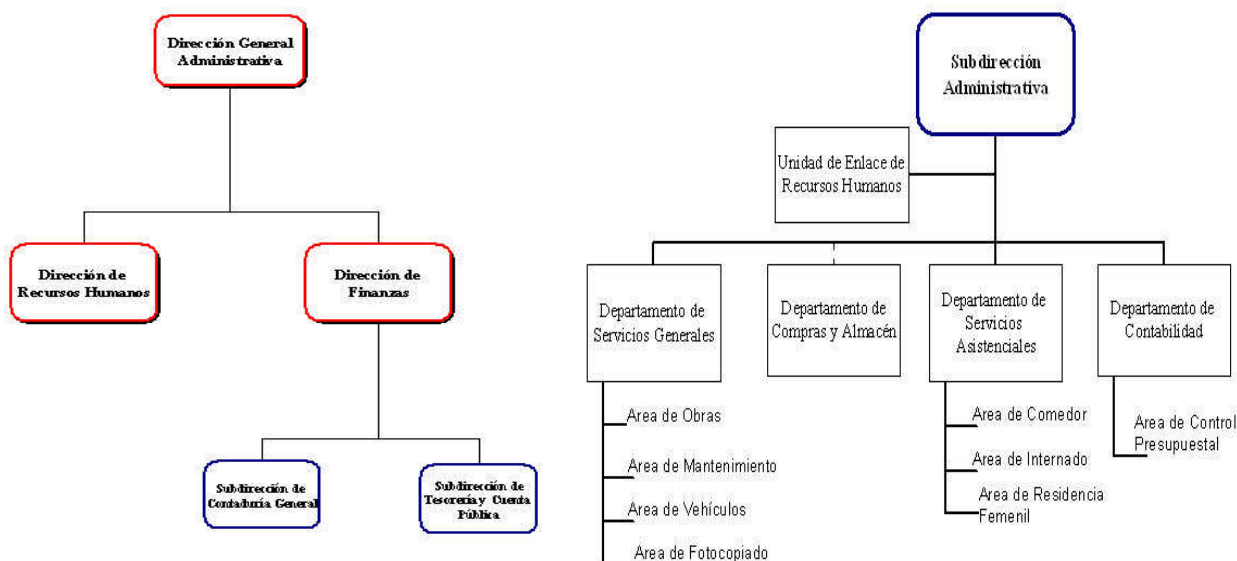 Dirección General
Administrativa
Dirección de
Recursos Humanos
Dirección de
Finanzas
Subdirección de
Contaduría General
Subdirección de
Tesorería y Cuenta
Pública
Subdirección
Administrativa
Unidad de Enlace de
Recursos Humanos
Departamento de
Servicios Generales
Departamento de
Compras y Almacén
Departamento de
Servicios
Asistenciales
Departamento de
Contabilidad
Area de Obras
Area de Mantenimiento
Area de Vehículos
Area de Fotocopiado
Area de Comedor
Area de Internado
Area de Residencia
Femenil
Area de Control
Presupuestal